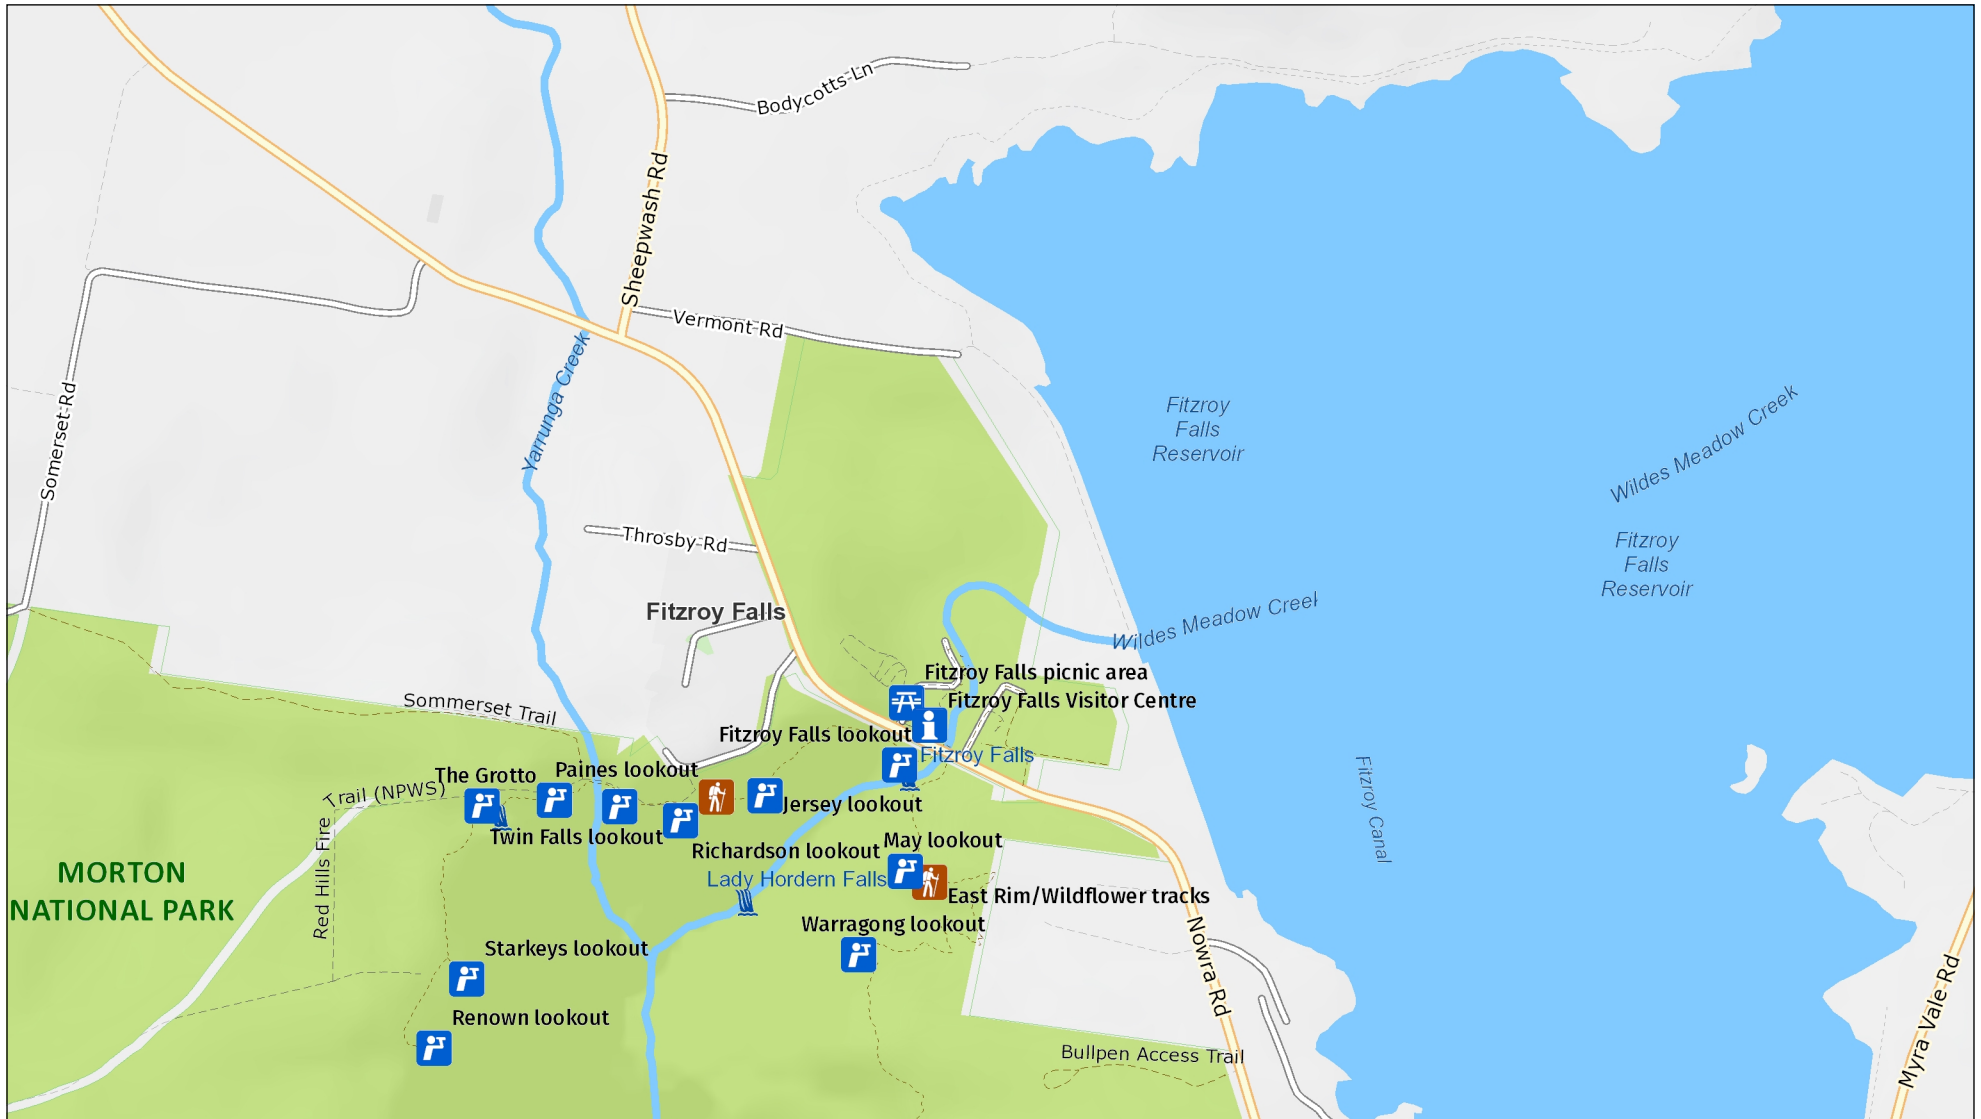 Bodycotts Ln
Sheepwash Rd
Vermont Rd
Yarrunga Creek
Somerset Rd
Fitzroy
Falls
Reservoir
Wildes Meadow Creek
Throsby Rd
Fitzroy
Falls
Reservoir
Fitzroy Falls
Wildes Meadow Creek
Fitzroy Falls picnic area
Fitzroy Falls Visitor Centre
Sommerset Trail
Fitzroy Falls lookout
Fitzroy Falls
The Grotto
Paines lookout
Red Hills Fire Trail (NPWS)
Jersey lookout
Fitzroy Canal
Twin Falls lookout
Richardson lookout
May lookout
MORTON
NATIONAL PARK
Lady Hordern Falls
East Rim/Wildflower tracks
Warragong lookout
Starkeys lookout
Nowra Rd
Renown lookout
Bullpen Access Trail
Myra Vale Rd